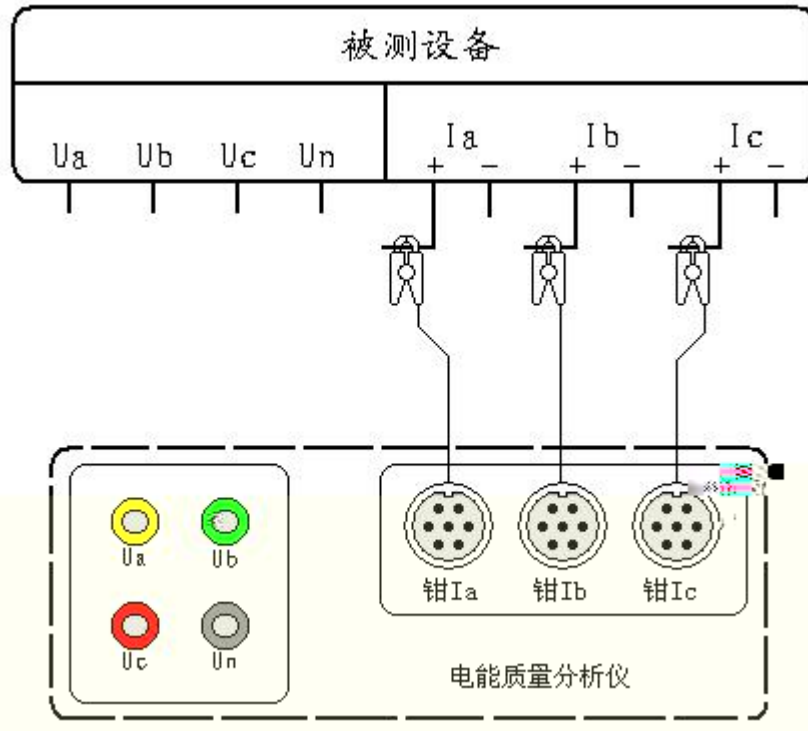 被测设备
Ua Ub Uc Un
Ia Ib Ic
+ - + - + -
Ua Ub
Uc Un
钳Ia 钳Ib 钳Ic
电能质量分析仪